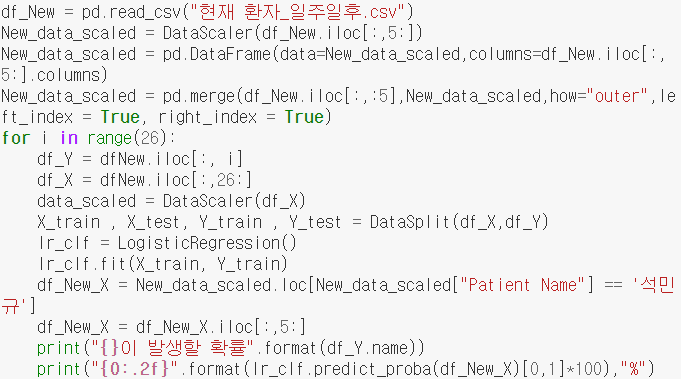 df_New = pd.read_csv("현재 환자_일주일후.csv")
New_data_scaled = DataScaler(df_New.iloc[:,5:])
New_data_scaled = pd.DataFrame(data=New_data_scaled,columns=df_New.iloc[:,
5:].columns)
New_data_scaled = pd.merge(df_New.iloc[:,:5],New_data_scaled,how="outer",le
ft_index = True, right_index = True)
for i in range(26):
    df_Y = dfNew.iloc[:, i]
    df_X = dfNew.iloc[:,26:]
    data_scaled = DataScaler(df_X)
    X_train , X_test, Y_train , Y_test = DataSplit(df_X,df_Y)
    lr_clf = LogisticRegression()
    lr_clf.fit(X_train, Y_train)
    df_New_X = New_data_scaled.loc[New_data_scaled["Patient Name"] == '석민
규']
    df_New_X = df_New_X.iloc[:,5:]
    print("{}이 발생할 확률".format(df_Y.name))
    print("{0:.2f}".format(lr_clf.predict_proba(df_New_X)[0,1]*100),"%")